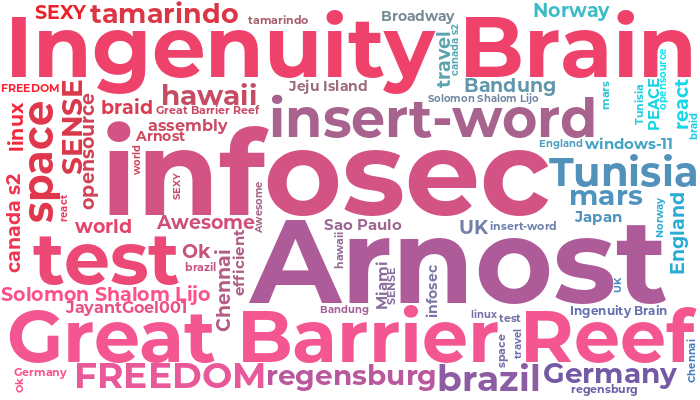 SEXY
tamarindo
tamarindo
Broadway
travel
canada s2
Norway
Ingenuity Brain
FREEDOM
linux
space
SENSE
opensource
braid
hawaii
Great Barrier Reef
assembly
Arnost
Jeju Island
Bandung
Solomon Shalom Lijo
insert-word
mars
Tunisia
PEACE
opensource
react
braid
England
windows-11
infosec
world
SEXY
Tunisia
mars
Japan
canada s2
react
world
Awesome
Awesome
Sao Paulo
UK
insert-word
Norway
England
test
Ok
brazil
Chennai
efficient
hawaii
Arnost
Miami
SENSE
infosec
UK
Solomon Shalom Lijo
JayantGoel001
Bandung
linux
test
Ingenuity Brain
Great Barrier Reef
space
travel
chennai
Ok
Germany
FREEDOM
regensburg
brazil
Germany
regensburg